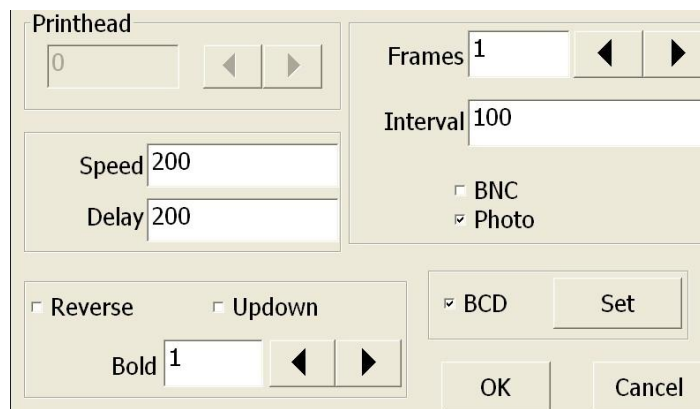 Printhead
0
Frames 1
Interval 100
Speed 200
Delay 200
BNC
Photo
Reverse
Updown
BCD
Set
Bold 1
OK
Cancel